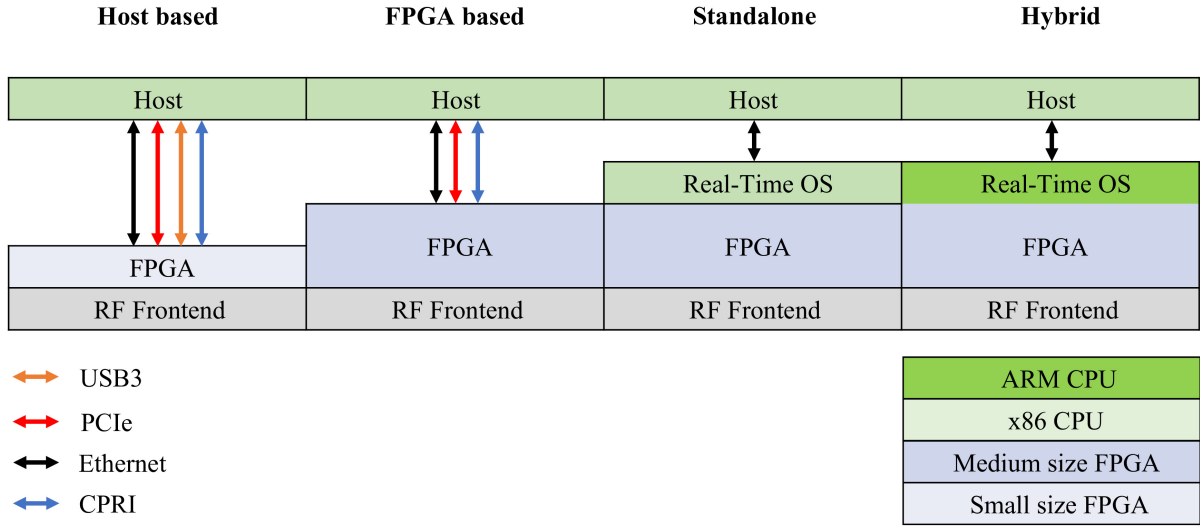 Host based
FPGA based
Standalone
Hybrid
Host
Host
Host
Host
Real-Time OS
Real-Time OS
FPGA
FPGA
FPGA
FPGA
RF Frontend
RF Frontend
RF Frontend
RF Frontend
USB3
PCIe
Ethernet
CPRI
ARM CPU
x86 CPU
Medium size FPGA
Small size FPGA